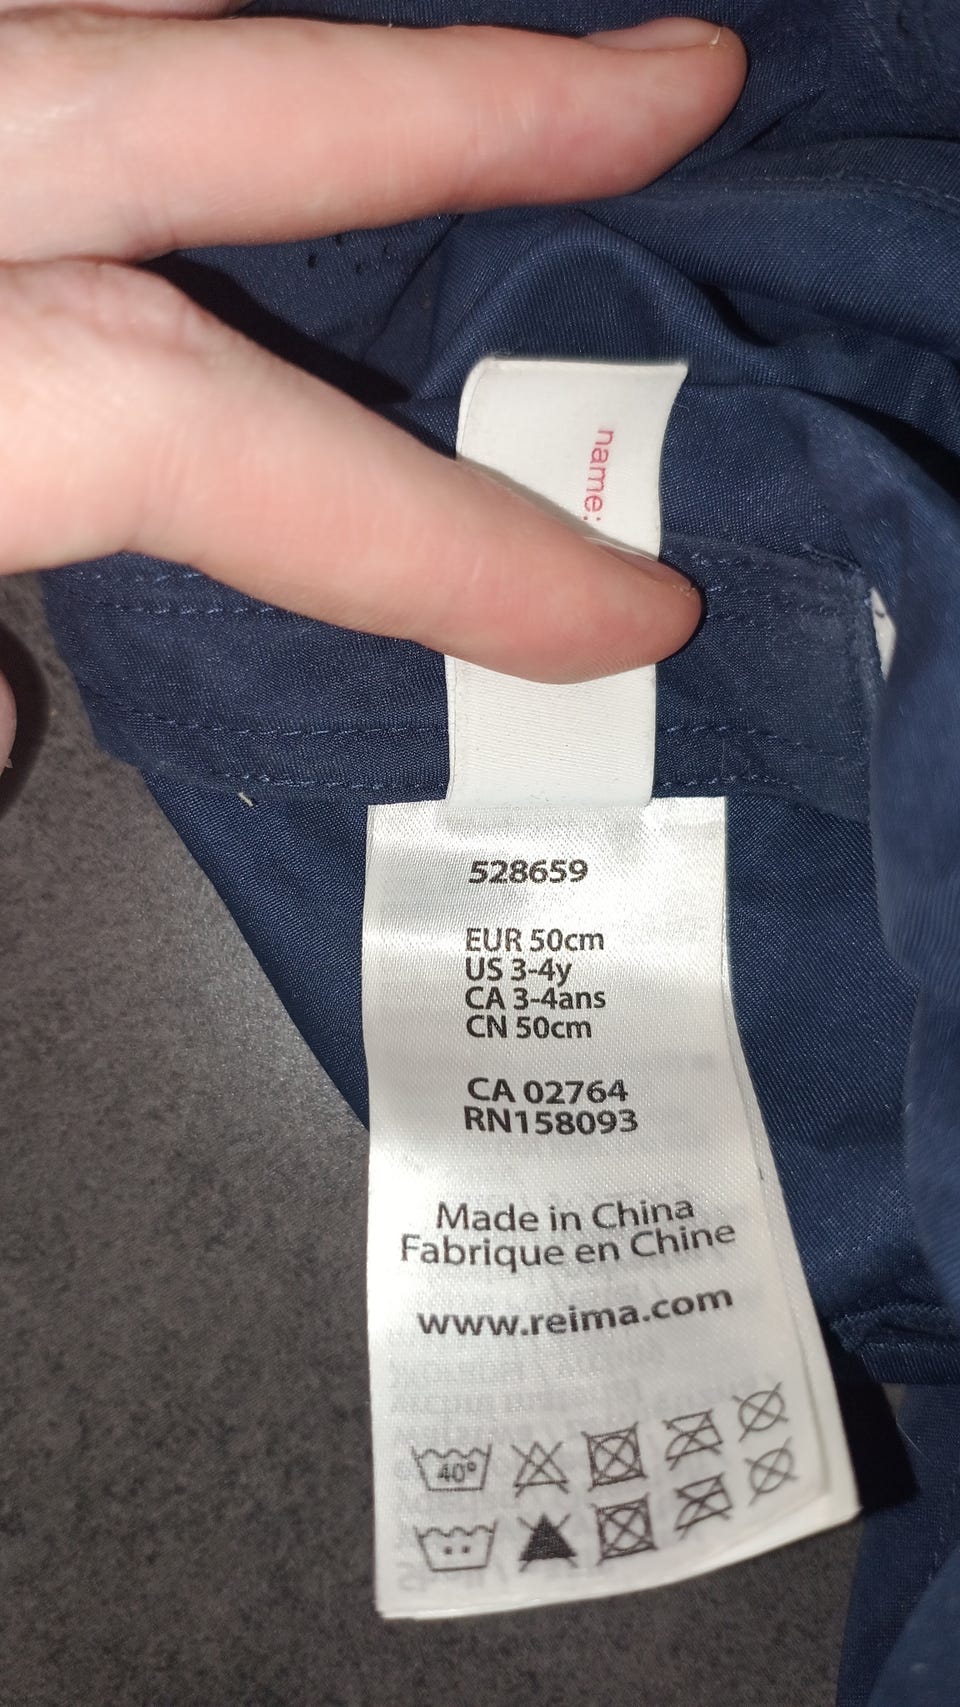 name:
528659
EUR 50cm
US 3-4y
CA 3-4ans
CN 50cm
CA 02764
RN158093
Made in China
Fabrique en Chine
www.reima.com
40°